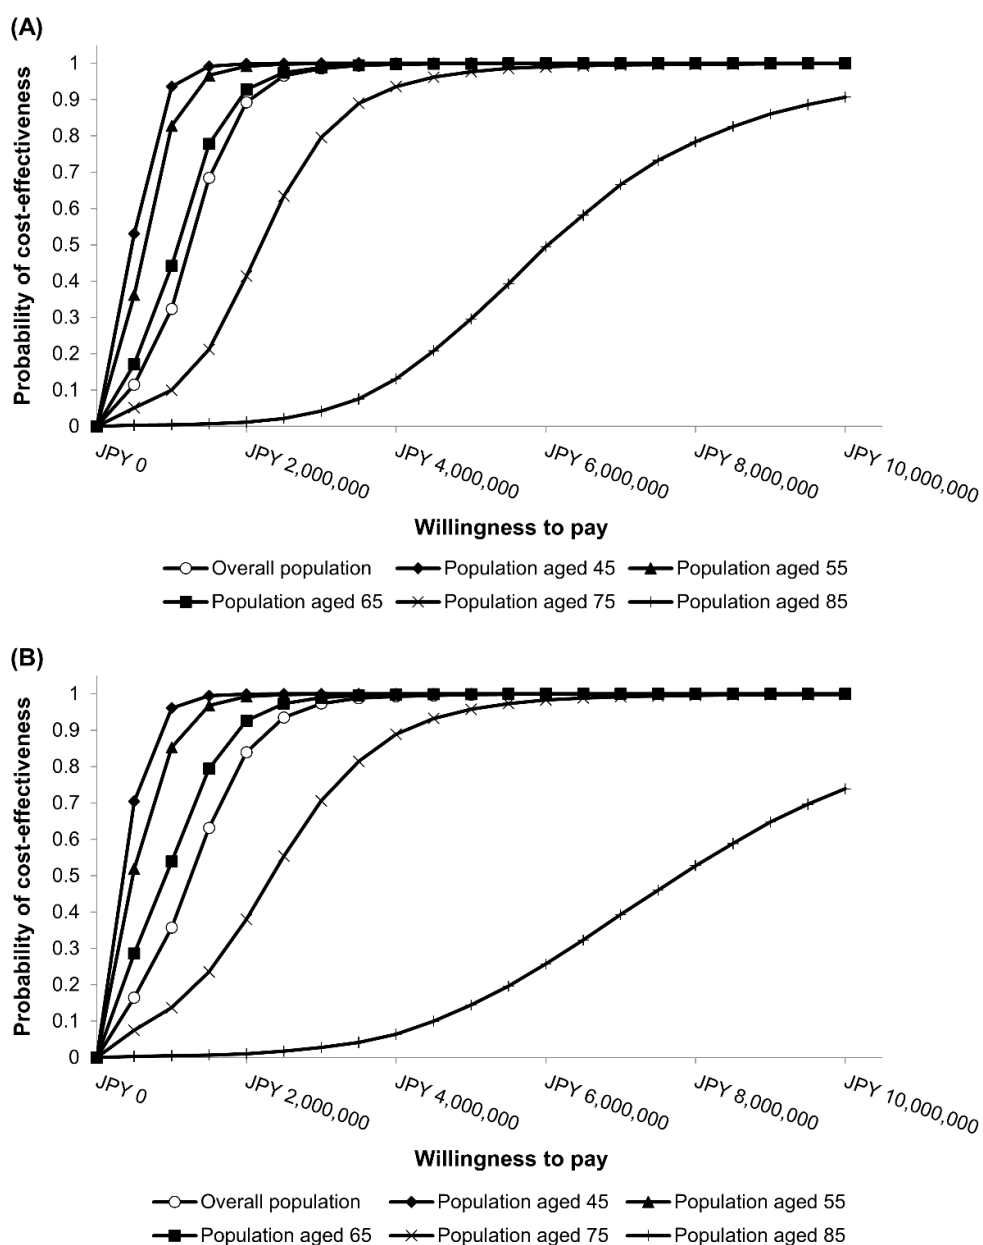 (A)
Probability of cost-effectiveness
1
0.9
0.8
0.7
0.6
0.5
0.4
0.3
0.2
0.1
0
JPY 0
JPY 2,000,000
JPY 4,000,000
JPY 6,000,000
JPY 8,000,000
JPY 10,000,000
Willingness to pay
Overall population Population aged 45 Population aged 55
Population aged 65 Population aged 75 Population aged 85
(B)
Probability of cost-effectiveness
1
0.9
0.8
0.7
0.6
0.5
0.4
0.3
0.2
0.1
0
JPY 0
JPY 2,000,000
JPY 4,000,000
JPY 6,000,000
JPY 8,000,000
JPY 10,000,000
Willingness to pay
Overall population Population aged 45 Population aged 55
Population aged 65 Population aged 75 Population aged 85